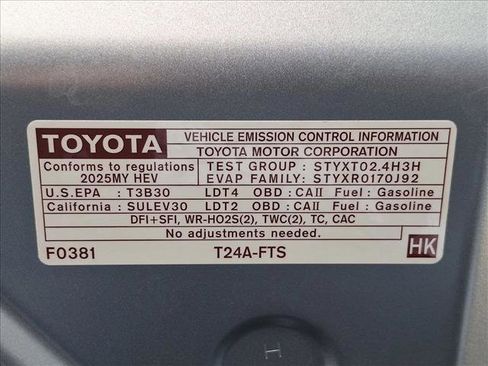 TOYOTA
VEHICLE EMISSION CONTROL INFORMATION
TOYOTA MOTOR CORPORATION
Conforms to regulations
2025MY HEV
TEST GROUP : STYXT02.4H3H
EVAP FAMILY: STYXR0170J92
U.S.EPA : T3B30 LDT4 OBD : CAII Fuel : Gasoline
California : SULEV30 LDT2 OBD : CAII Fuel : Gasoline
DFI+SFI, WR-HO2S(2), TWC(2), TC, CAC
No adjustments needed.
F0381 T24A-FTS HK
H